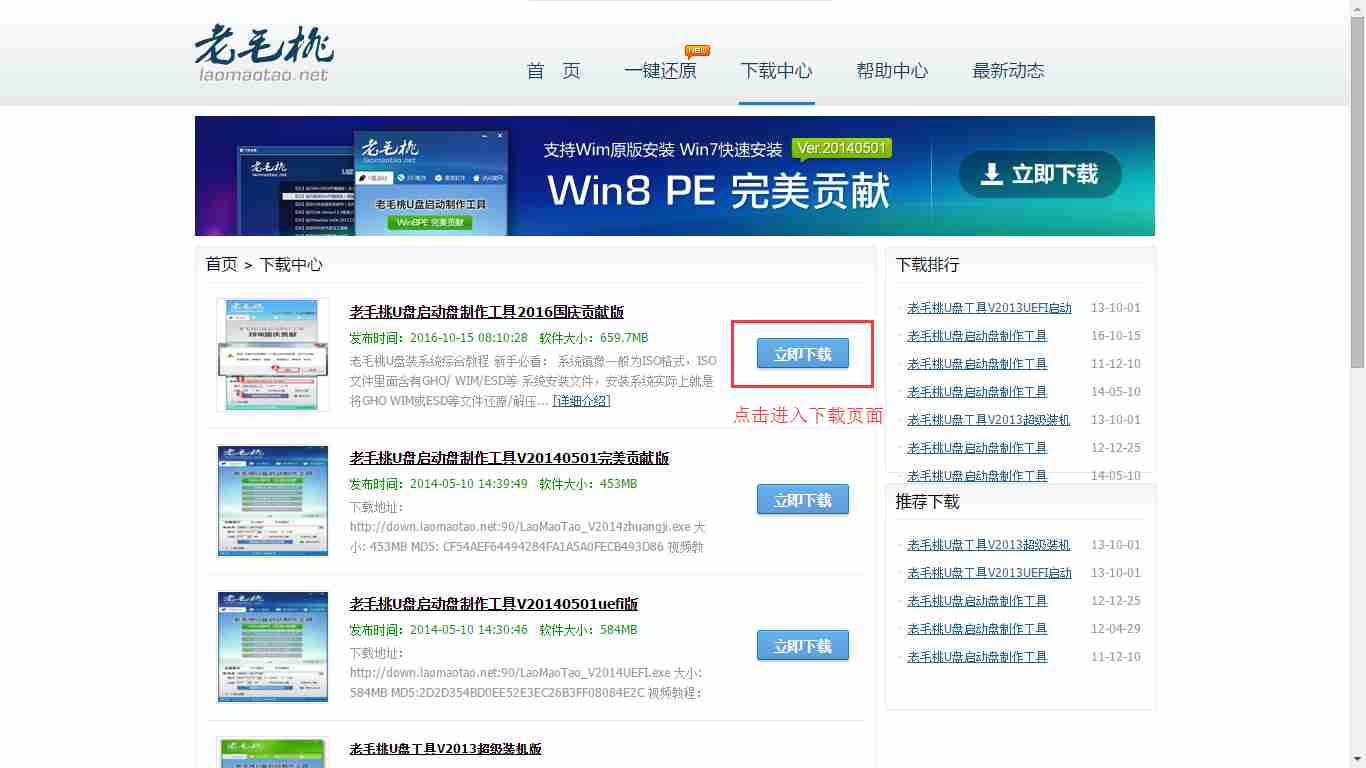 老毛桃
laomaotao.net
首 页
一键还原
NEW
下载中心
帮助中心
最新动态
老毛桃
laomaotao.net
老毛桃U盘启动制作工具
Win8PE 完美贡献
支持Wim原版安装 Win7快速安装 Ver.20140501
Win8 PE 完美贡献
立即下载
首页 > 下载中心
老毛桃U盘启动盘制作工具2016国庆贡献版
发布时间：2016-10-15 08:10:28 软件大小：659.7MB
老毛桃U盘装系统综合教程 新手必看： 系统镜像一般为ISO格式，ISO
文件里面含有GHO/ WIM/ESD等 系统安装文件，安装系统实际上就是
将GHO WIM或ESD等文件还原/解压... [详细介绍]
立即下载
点击进入下载页面
老毛桃U盘启动盘制作工具V20140501完美贡献版
发布时间：2014-05-10 14:39:49 软件大小：453MB
下载地址：
http://down.laomaotao.net:90/LaoMaoTao_V2014zhuangji.exe 大
小: 453MB MD5: CF54AEF64494284FA1A5A0FECB493D86 视频教
立即下载
老毛桃U盘启动盘制作工具V20140501uefi版
发布时间：2014-05-10 14:30:46 软件大小：584MB
下载地址：
http://down.laomaotao.net:90/LaoMaoTao_V2014UEFI.exe 大小:
584MB MD5:2D2D354BD0EE52E3EC26B3FF08084E2C 视频教程：
立即下载
老毛桃U盘工具V2013超级装机版
下载排行
老毛桃U盘工具V2013UEFI启动 13-10-01
老毛桃U盘启动盘制作工具 16-10-15
老毛桃U盘启动盘制作工具 11-12-10
老毛桃U盘启动盘制作工具 14-05-10
老毛桃U盘工具V2013超级装机 13-10-01
老毛桃U盘启动盘制作工具 12-12-25
老毛桃U盘启动盘制作工具 14-05-10
推荐下载
老毛桃U盘工具V2013超级装机 13-10-01
老毛桃U盘工具V2013UEFI启动 13-10-01
老毛桃U盘启动盘制作工具 12-12-25
老毛桃U盘启动盘制作工具 12-04-29
老毛桃U盘启动盘制作工具 11-12-10